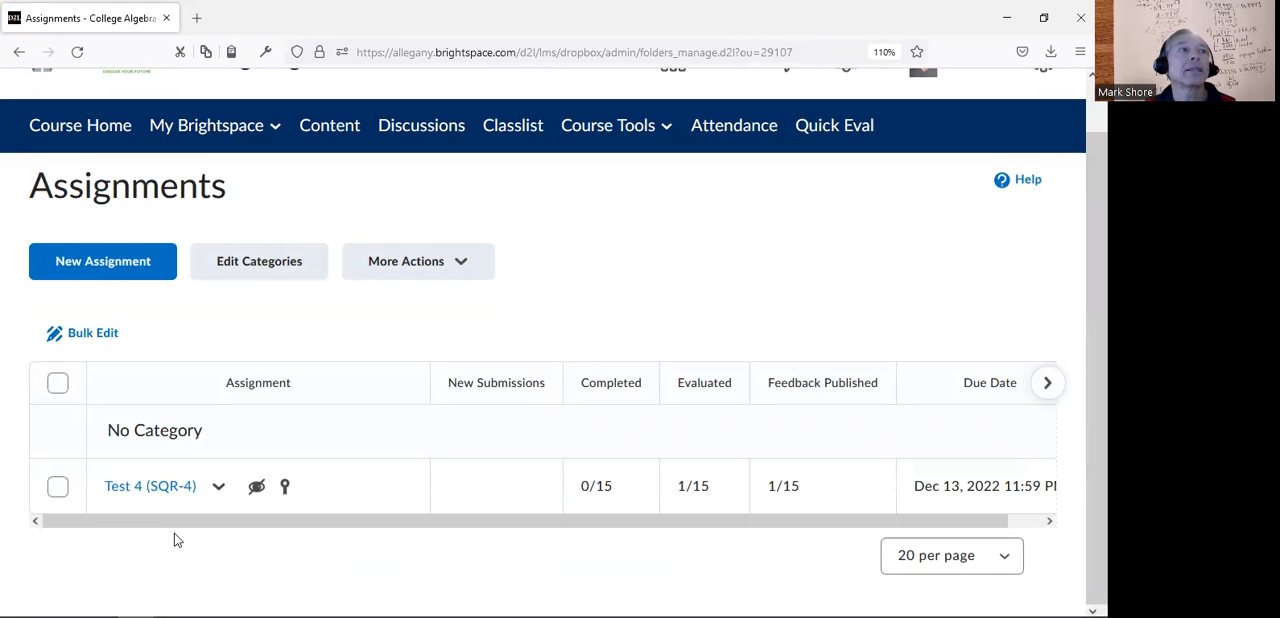 Assignments - College Algebra
https://allegany.brightspace.com/d2l/lms/dropbox/admin/folders_manage.d2l?ou=29107
110%
Mark Shore
Course Home My Brightspace Content Discussions Classlist Course Tools Attendance Quick Eval
Assignments
Help
New Assignment Edit Categories More Actions
Bulk Edit
Assignment New Submissions Completed Evaluated Feedback Published Due Date
No Category
Test 4 (SQR-4) 0/15 1/15 1/15 Dec 13, 2022 11:59 P
20 per page